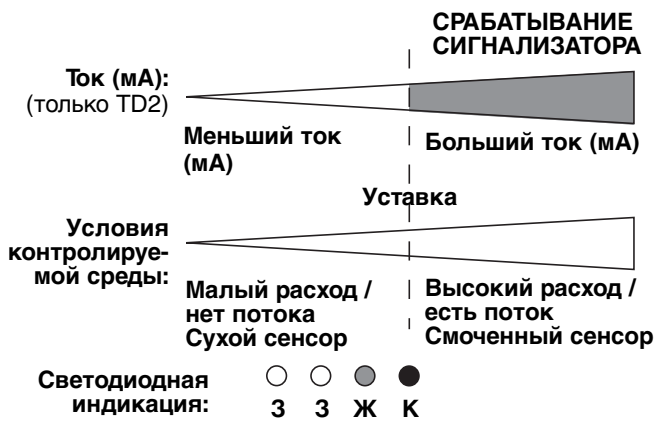 СРАБАТЫВАНИЕ
СИГНАЛИЗАТОРА
Ток (мА):
(только TD2)
Меньший ток
(мА)
Больший ток (мА)
Уставка
Условия
контролируе-
мой среды:
Малый расход /
нет потока
Сухой сенсор
Высокий расход /
есть поток
Смоченный сенсор
Светодиодная
индикация:
З З Ж К